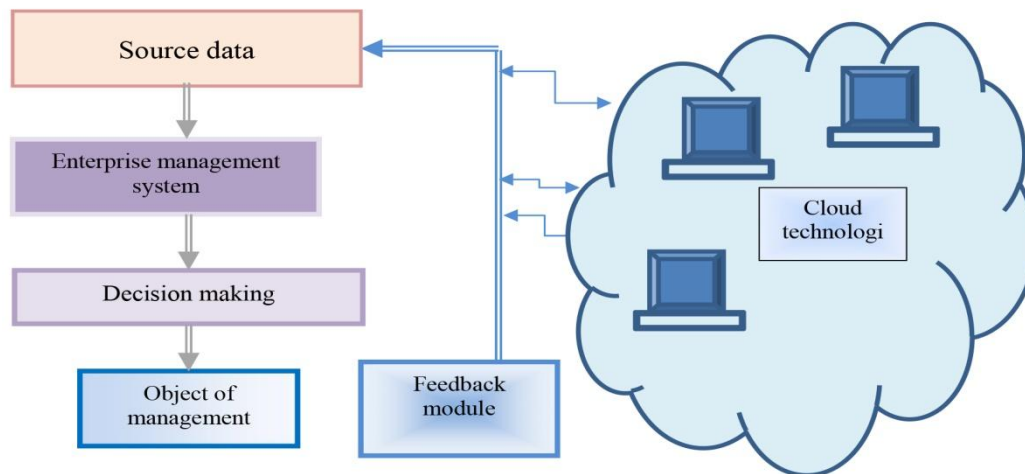 Source data
Enterprise management
system
Decision making
Object of
management
Feedback
module
Cloud
technologi